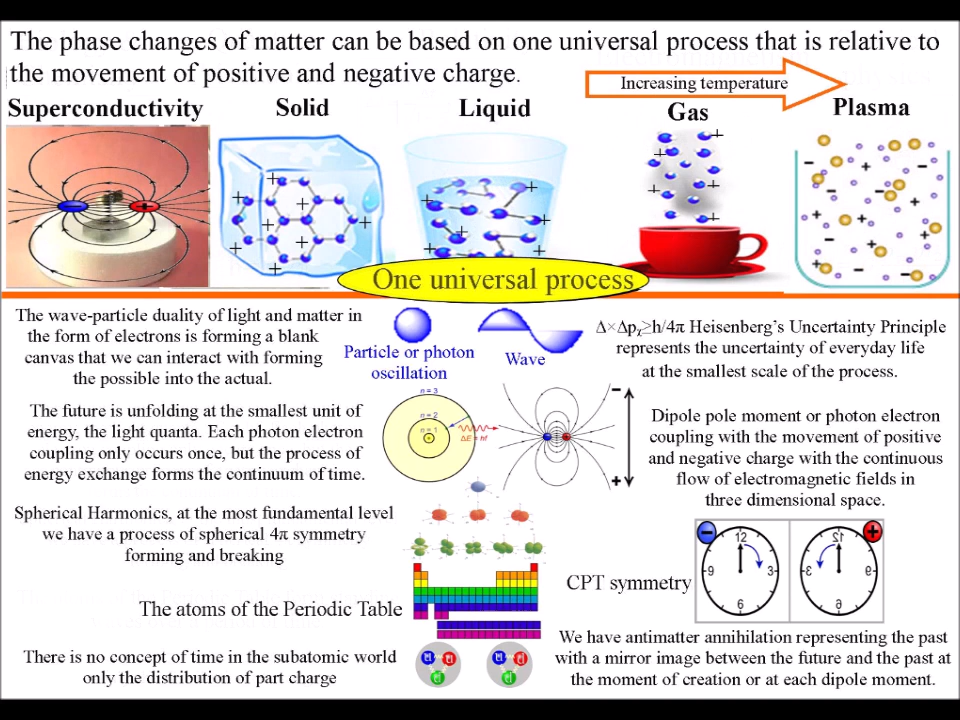 The phase changes of matter can be based on one universal process that is relative to
the movement of positive and negative charge.
Increasing temperature
Superconductivity
Solid
Liquid
Gas
Plasma
One universal process
The wave-particle duality of light and matter in
the form of electrons is forming a blank
canvas that we can interact with forming
the possible into the actual.
Particle or photon
oscillation
Wave
Δ×Δpᵪ≥h/4π Heisenberg's Uncertainty Principle
represents the uncertainty of everyday life
at the smallest scale of the process.
The future is unfolding at the smallest unit of
energy, the light quanta. Each photon electron
coupling only occurs once, but the process of
energy exchange forms the continuum of time.
n = 3
n = 2
n = 1
ΔE = hf
Dipole pole moment or photon electron
coupling with the movement of positive
and negative charge with the continuous
flow of electromagnetic fields in
three dimensional space.
Spherical Harmonics, at the most fundamental level
we have a process of spherical 4π symmetry
forming and breaking
CPT symmetry
12
3
6
9
12
3
6
9
The atoms of the Periodic Table
There is no concept of time in the subatomic world
only the distribution of part charge
We have antimatter annihilation representing the past
with a mirror image between the future and the past at
the moment of creation or at each dipole moment.